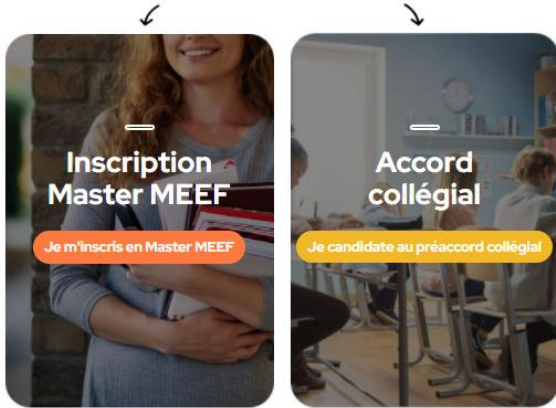 Inscription
Master MEEF
Je m'inscris en Master MEEF
Accord
collégial
Je candidate au préaccord collégial